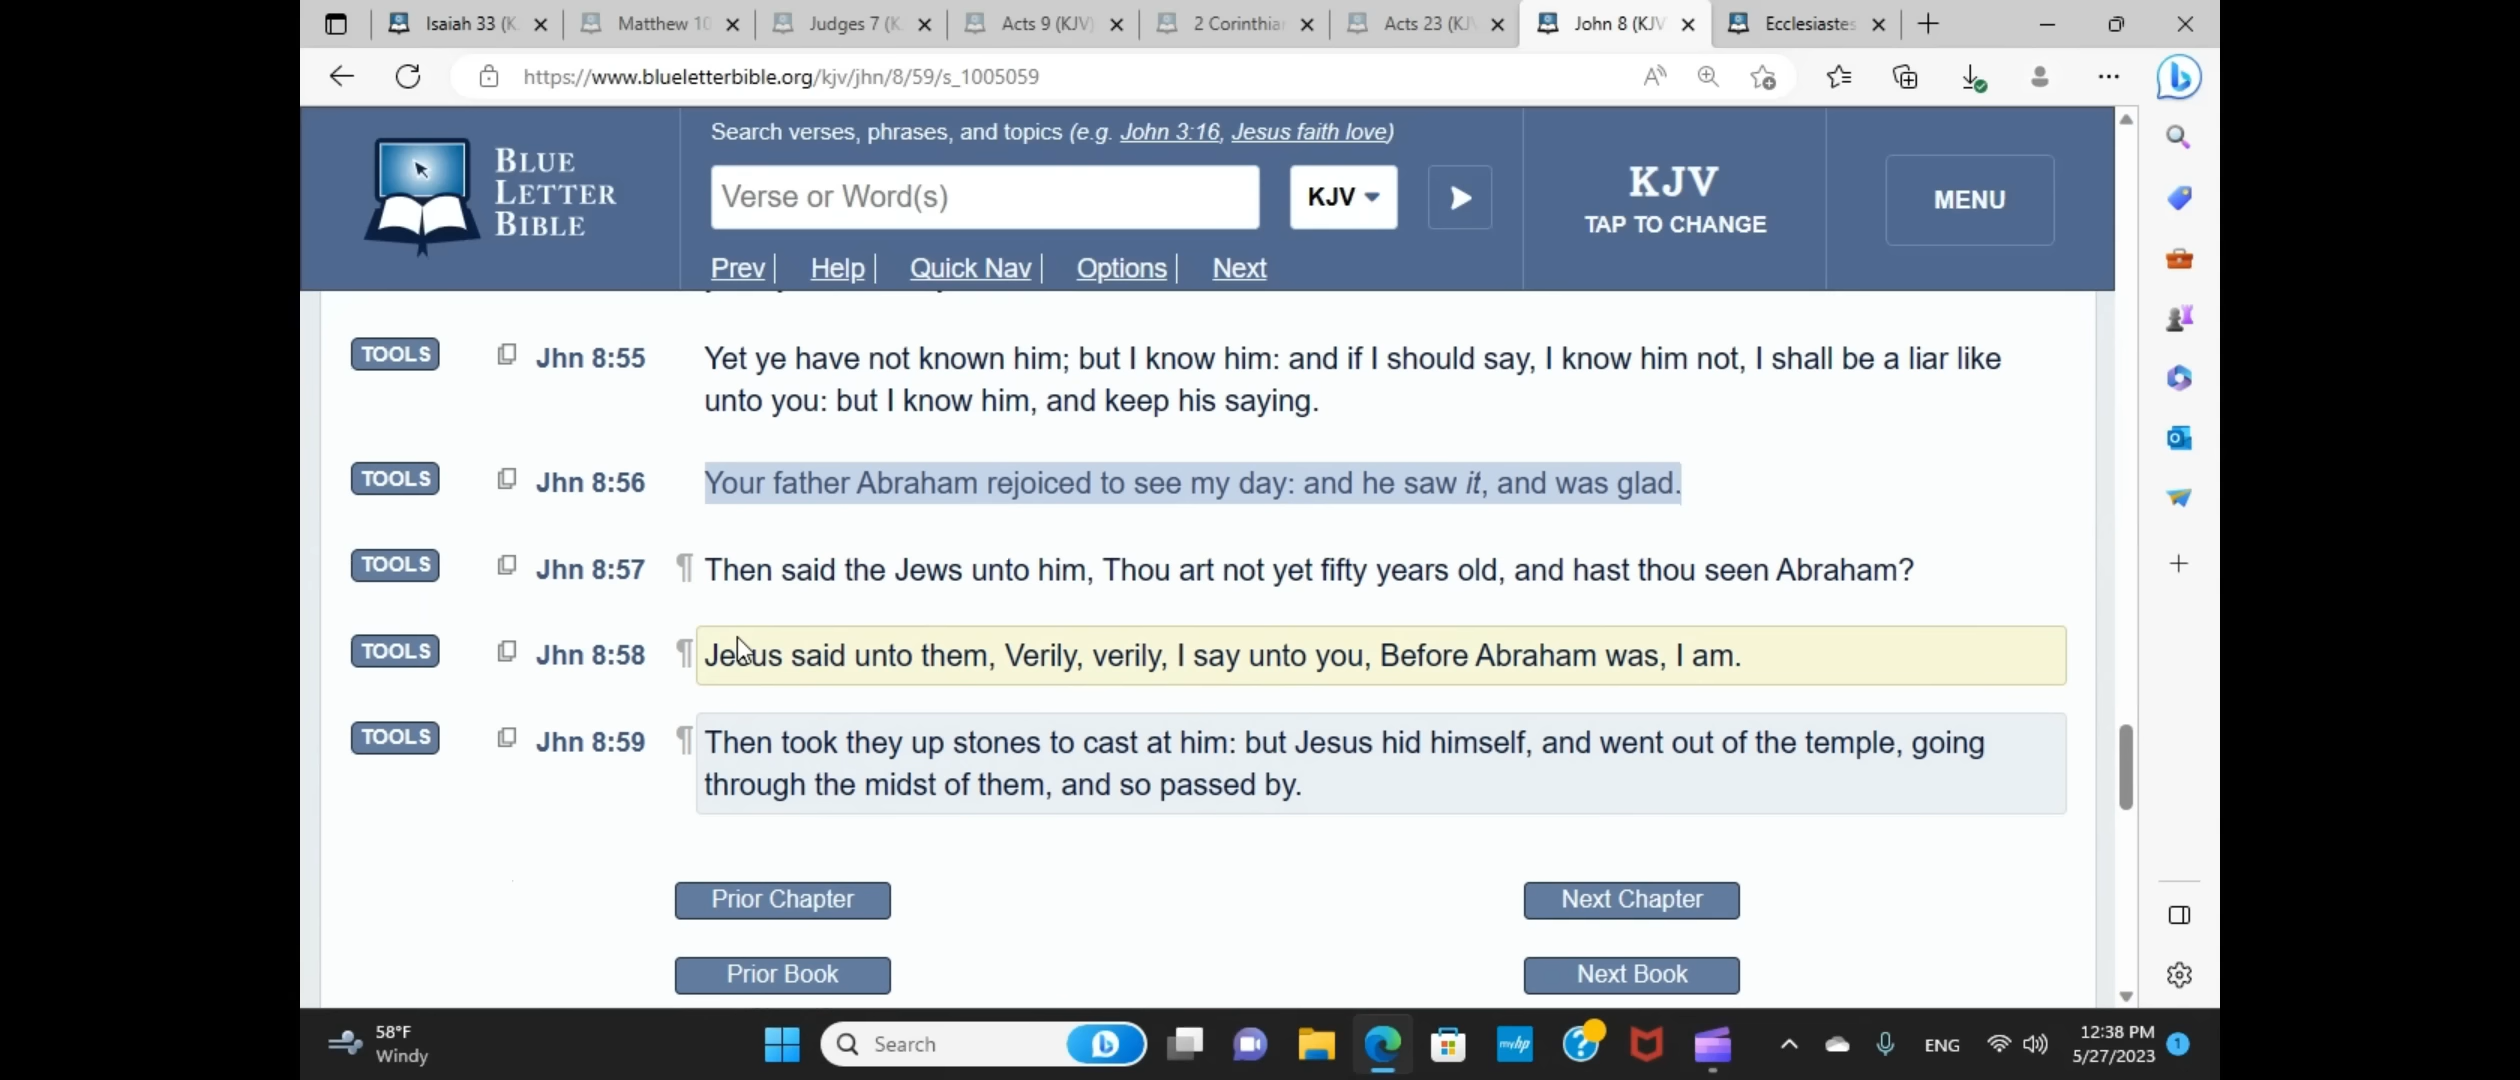 Isaiah 33 (K
Matthew 10
Judges 7 (K
Acts 9 (KJV)
2 Corinthian
Acts 23 (KJV
John 8 (KJV
Ecclesiastes
https://www.blueletterbible.org/kjv/jhn/8/59/s_1005059
BLUE
LETTER
BIBLE
Search verses, phrases, and topics (e.g. John 3:16, Jesus faith love)
Verse or Word(s)
KJV
KJV
TAP TO CHANGE
MENU
Prev | Help | Quick Nav | Options | Next
TOOLS Jhn 8:55 Yet ye have not known him; but I know him: and if I should say, I know him not, I shall be a liar like
unto you: but I know him, and keep his saying.
TOOLS Jhn 8:56 Your father Abraham rejoiced to see my day: and he saw it, and was glad.
TOOLS Jhn 8:57 ¶ Then said the Jews unto him, Thou art not yet fifty years old, and hast thou seen Abraham?
TOOLS Jhn 8:58 ¶ Jesus said unto them, Verily, verily, I say unto you, Before Abraham was, I am.
TOOLS Jhn 8:59 ¶ Then took they up stones to cast at him: but Jesus hid himself, and went out of the temple, going
through the midst of them, and so passed by.
Prior Chapter
Next Chapter
Prior Book
Next Book
58°F
Windy
Search
myhp
ENG
12:38 PM
5/27/2023
1